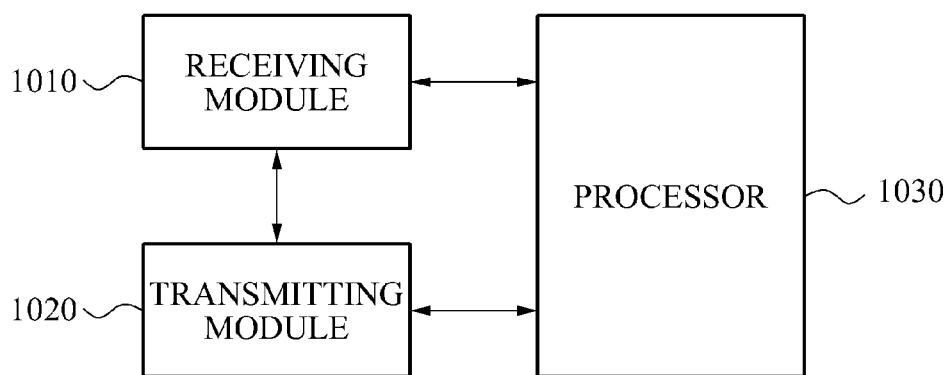 1010
RECEIVING
MODULE
PROCESSOR
1030
1020
TRANSMITTING
MODULE